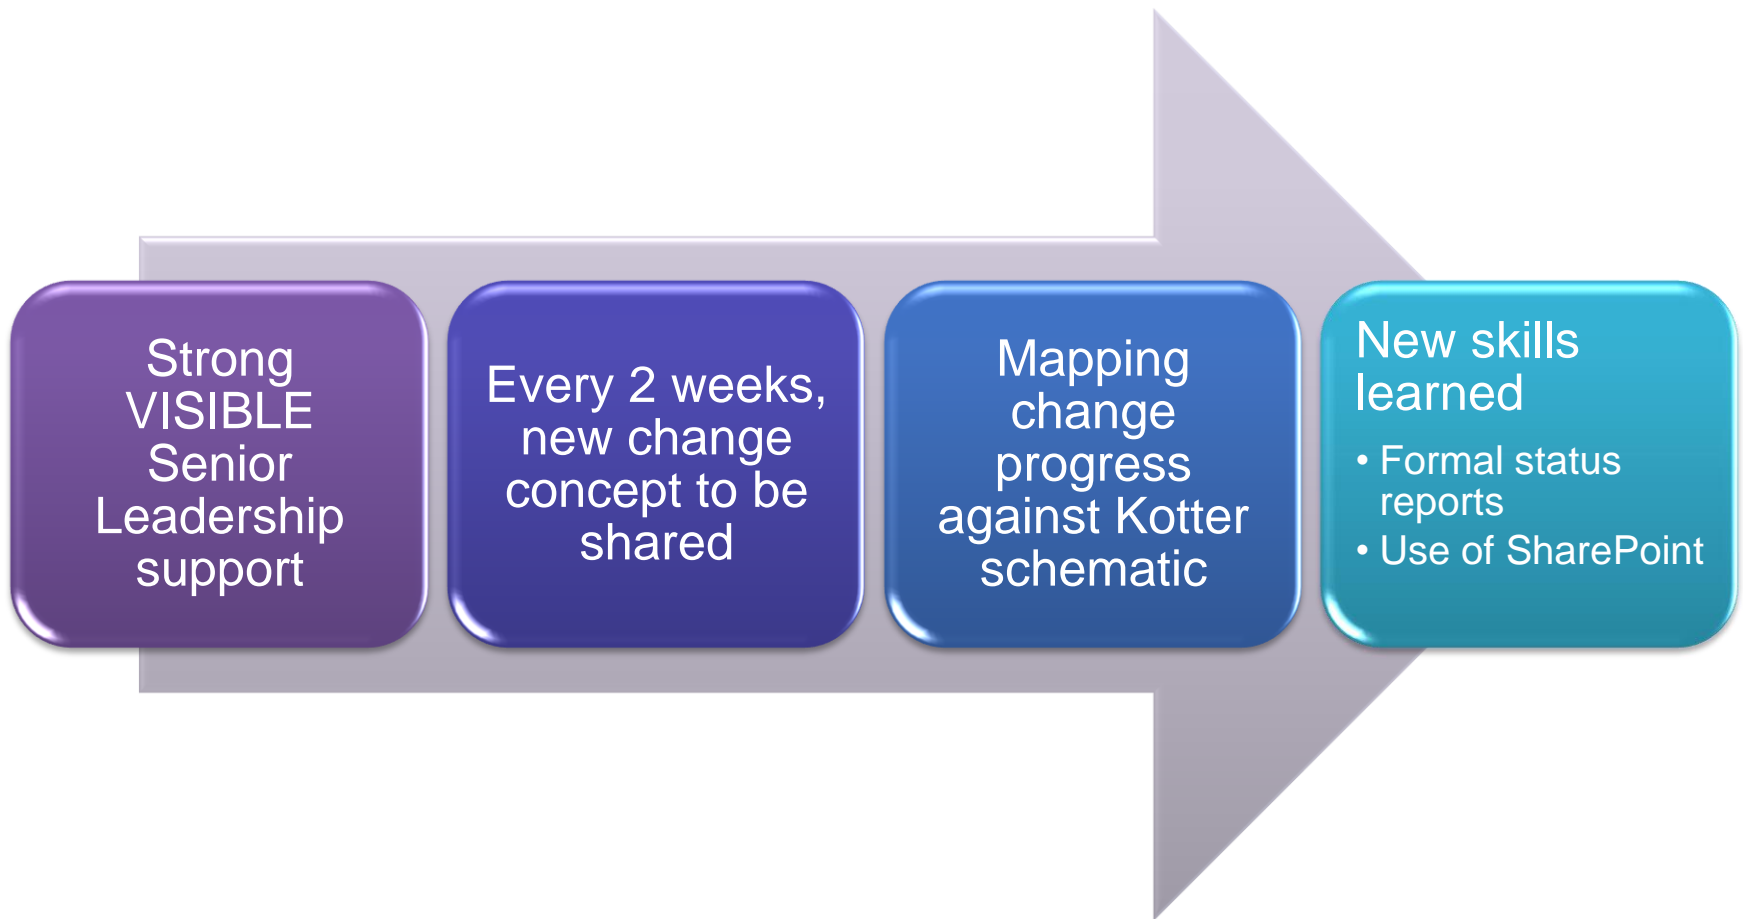 Strong
VISIBLE
Senior
Leadership
support
Every 2 weeks,
new change
concept to be
shared
Mapping
change
progress
against Kotter
schematic
New skills
learned
• Formal status
reports
• Use of SharePoint